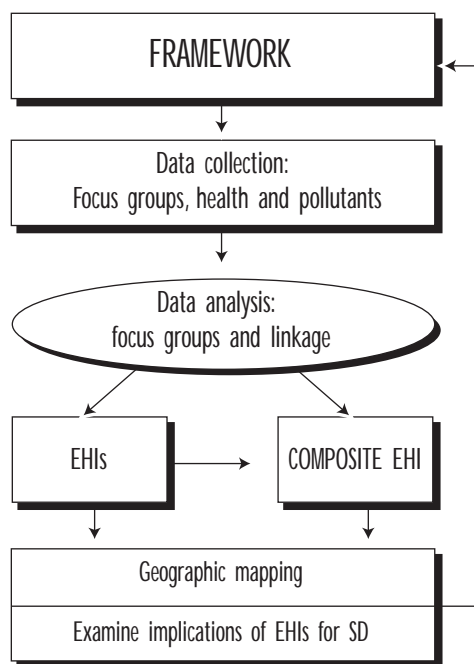 FRAMEWORK
Data collection:
Focus groups, health and pollutants
Data analysis:
focus groups and linkage
EHIs
COMPOSITE EHI
Geographic mapping
Examine implications of EHIs for SD